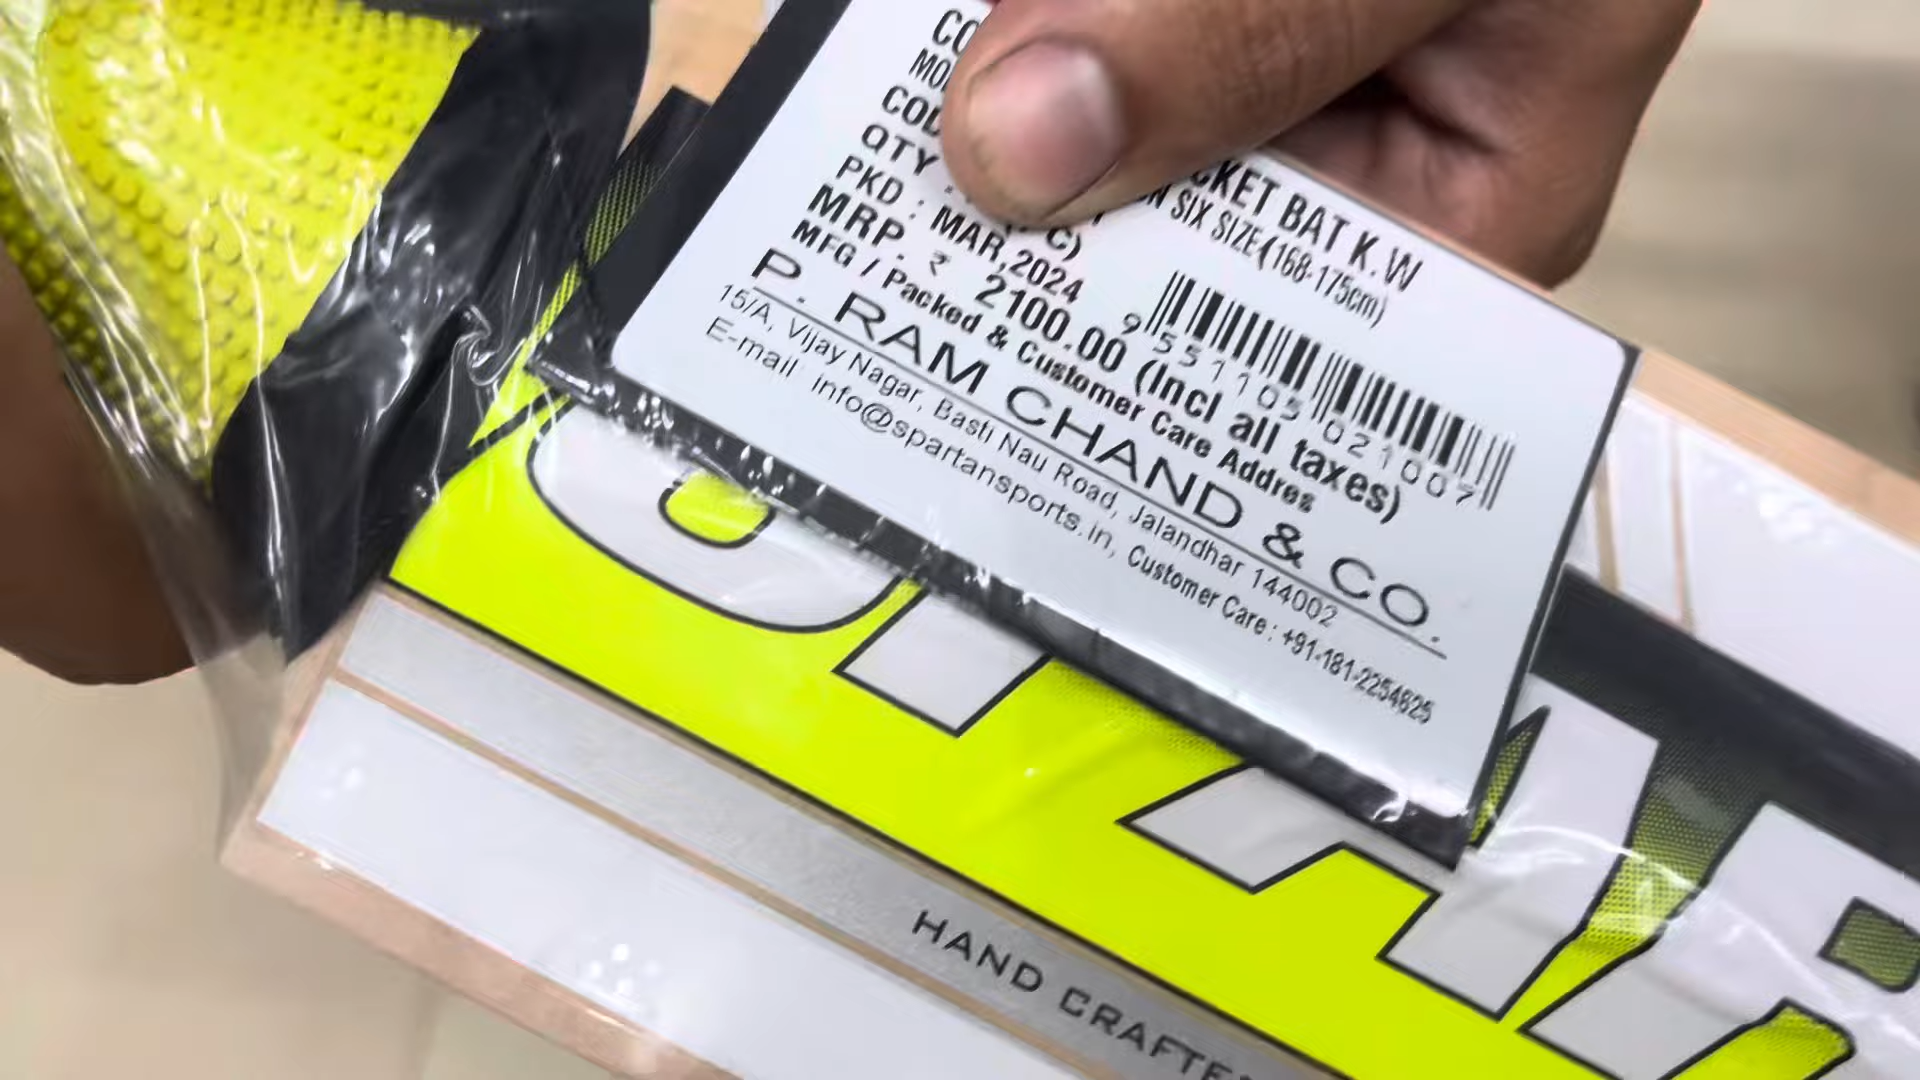 CO
MO
COD
QTY
CKET BAT K.W
SIX SIZE(168-175cm)
PKD : MAR,2024
MRP. ₹ 2100.00 (Incl all taxes)
MFG / Packed & Customer Care Addres
P. RAM CHAND & CO.
15/A, Vijay Nagar, Basti Nau Road, Jalandhar 144002
E-mail info@spartansports.in, Customer Care : +91-181-2254625
9551105021007
HAND CRAFTE